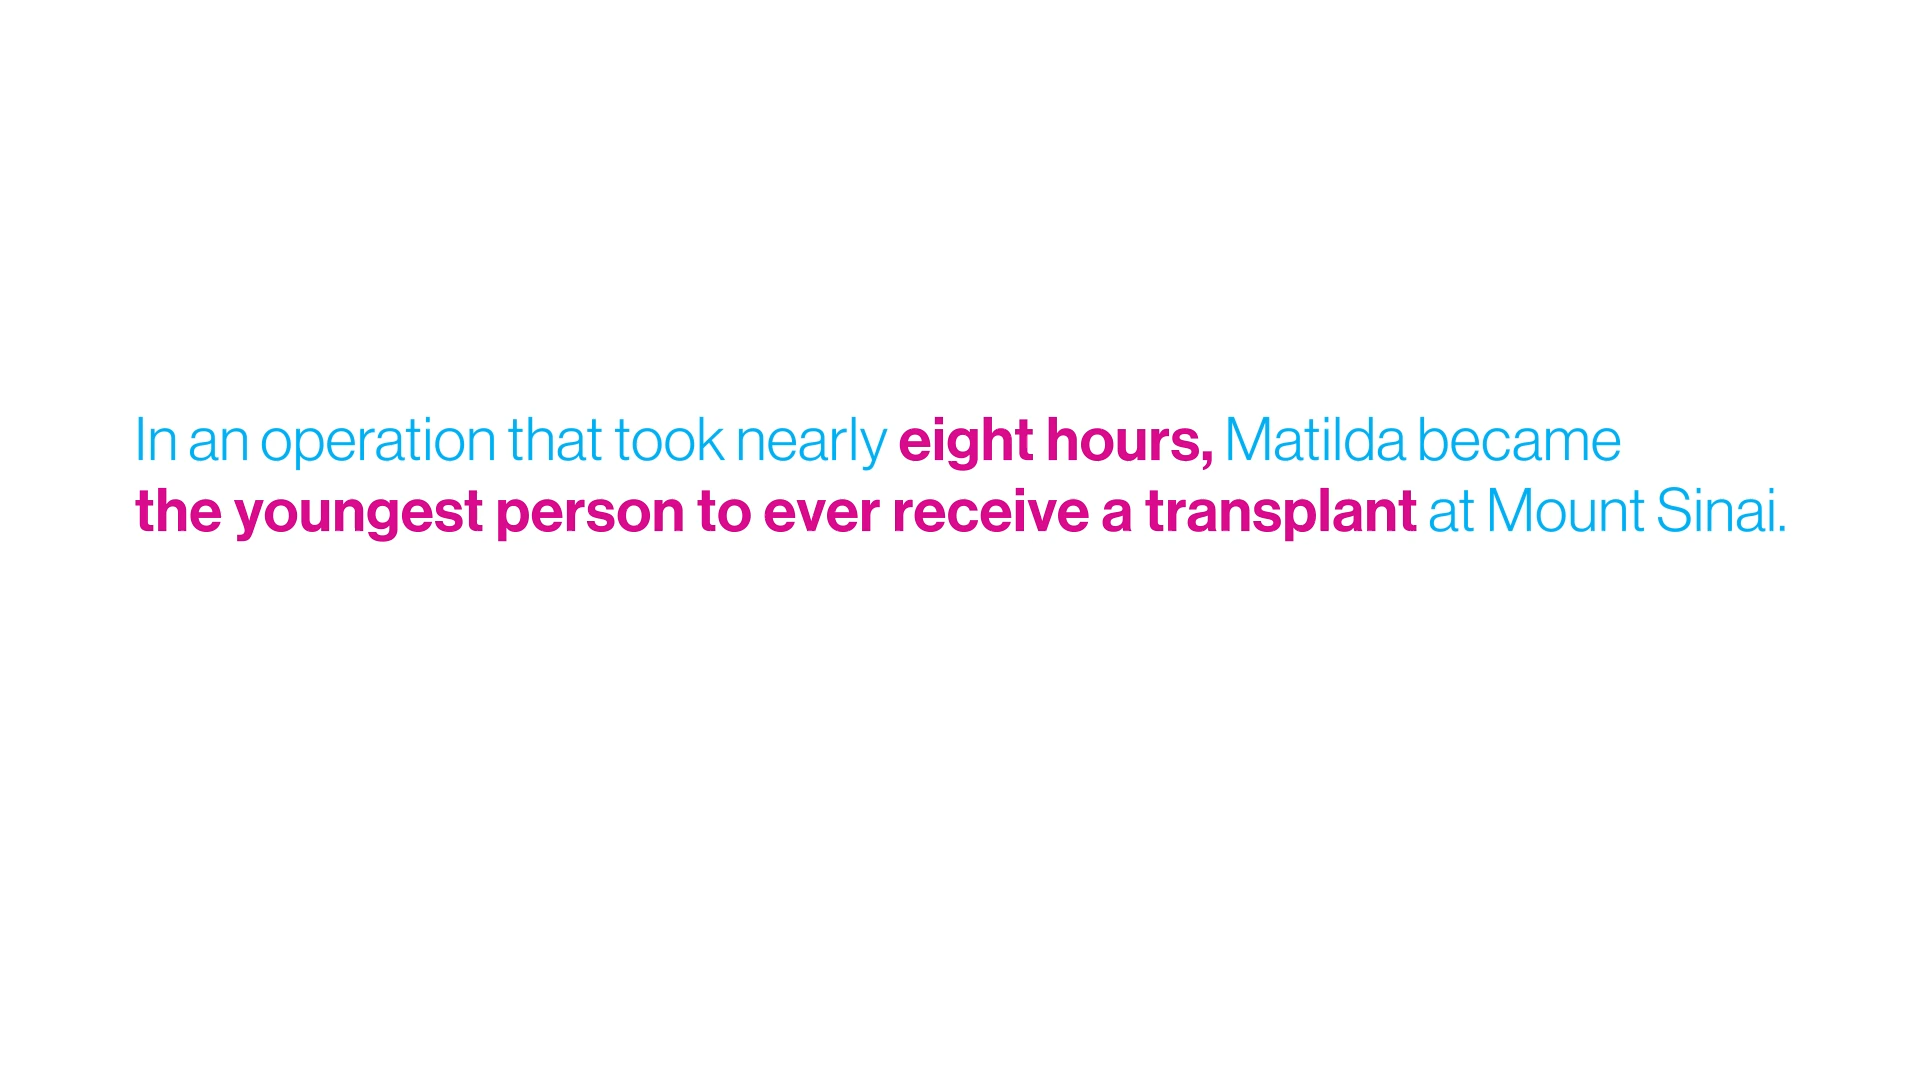 In an operation that took nearly eight hours, Matilda became
the youngest person to ever receive a transplant at Mount Sinai.